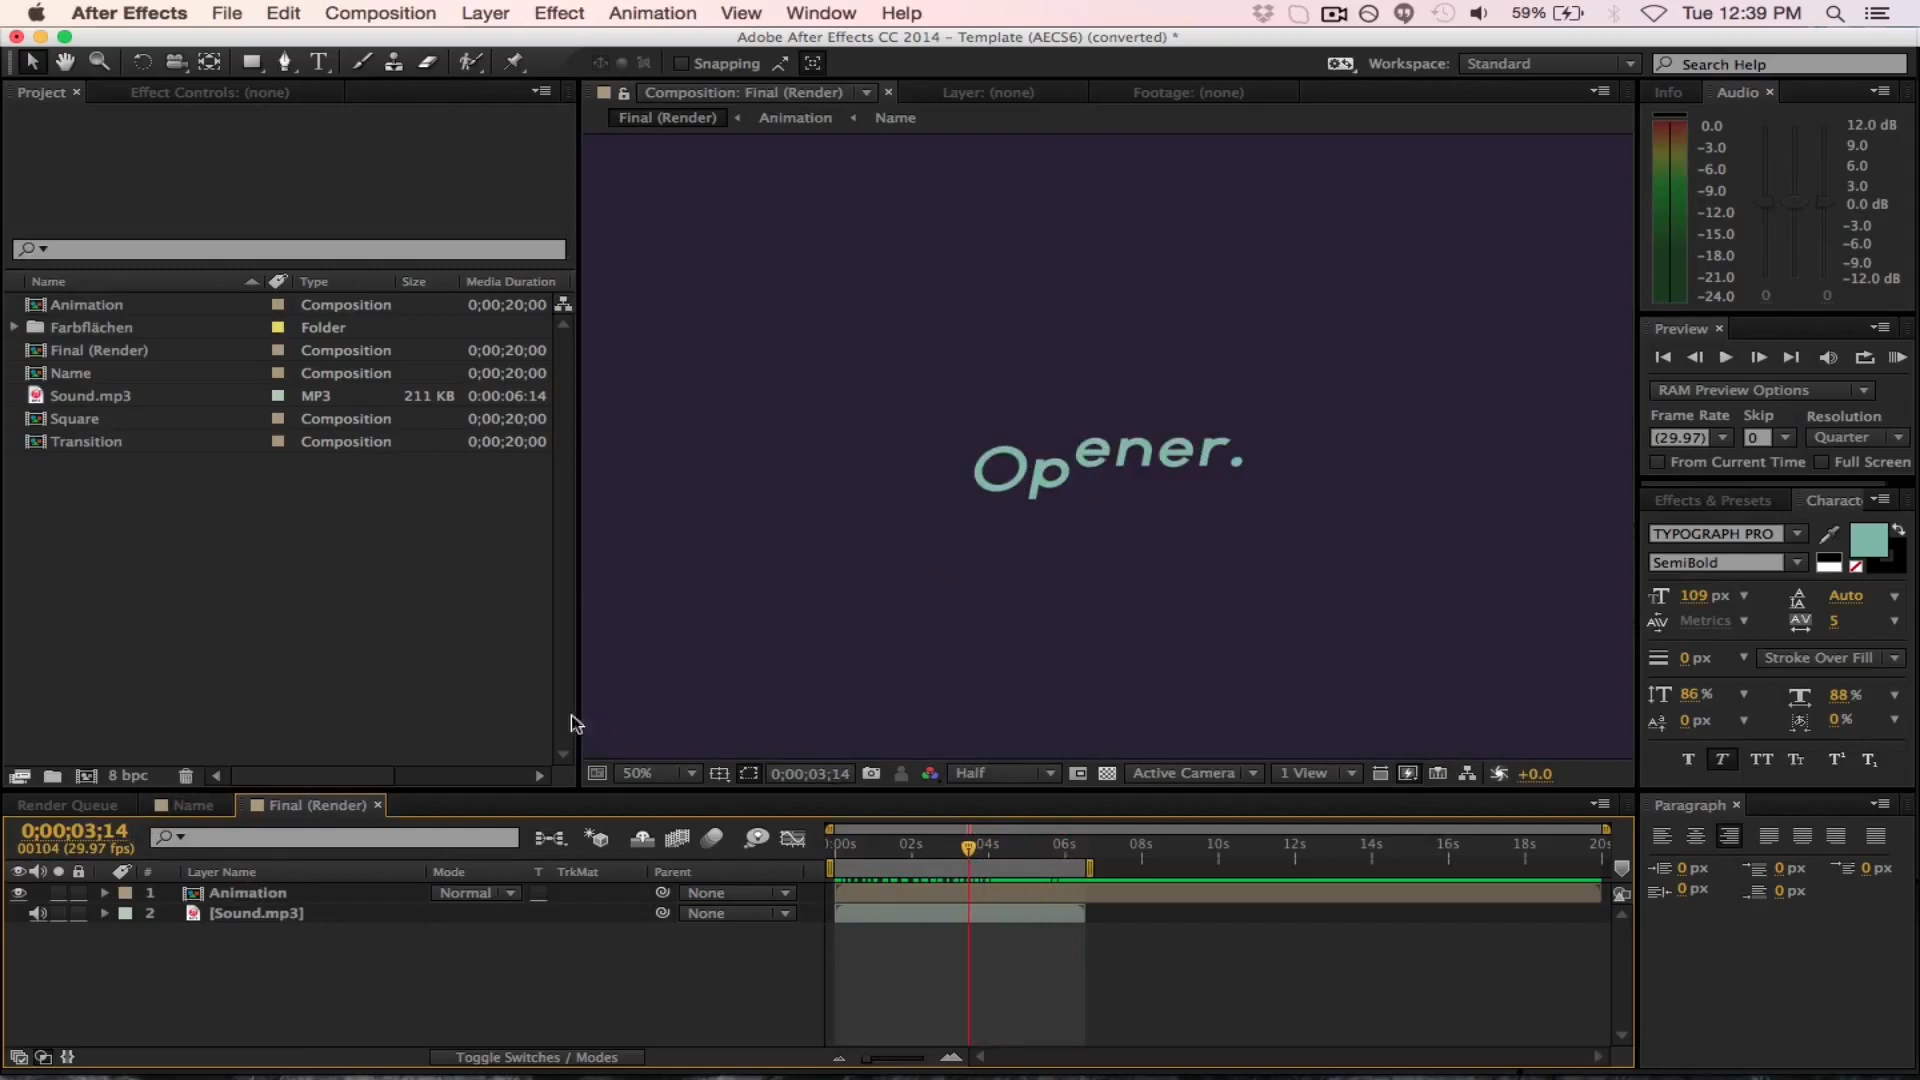 After Effects File Edit Composition Layer Effect Animation View Window Help 59% Tue 12:39 PM
Adobe After Effects CC 2014 – Template (AECS6) (converted) *
Snapping Workspace: Standard Search Help
Project Effect Controls: (none) Composition: Final (Render) Layer: (none) Footage: (none) Info Audio
Final (Render) Animation Name
0.0 12.0 dB
-3.0 9.0
-6.0 6.0
-9.0 3.0
-12.0 0.0 dB
-15.0 -3.0
-18.0 -6.0
-21.0 -9.0
-24.0 0 0 -12.0 dB
Name Type Size Media Duration
Animation Composition 0;00;20;00
Farbflächen Folder
Final (Render) Composition 0;00;20;00
Name Composition 0;00;20;00
Sound.mp3 MP3 211 KB 0:00:06:14
Square Composition 0;00;20;00
Transition Composition 0;00;20;00
Opener.
Preview
RAM Preview Options
Frame Rate Skip Resolution
(29.97) 0 Quarter
From Current Time Full Screen
Effects & Presets Charact
TYPOGRAPH PRO
SemiBold
109 px Auto
Metrics 5
0 px Stroke Over Fill
86 % 88 %
0 px 0 %
T T TT Tт T¹ T₁
8 bpc 50% 0;00;03;14 Half Active Camera 1 View +0.0
Render Queue Name Final (Render) Paragraph
0;00;03;14
00104 (29.97 fps)
:00s 02s 04s 06s 08s 10s 12s 14s 16s 18s 20s
# Layer Name Mode T TrkMat Parent
1 Animation Normal None
2 [Sound.mp3] None
0 px 0 px 0 px
0 px 0 px
Toggle Switches / Modes